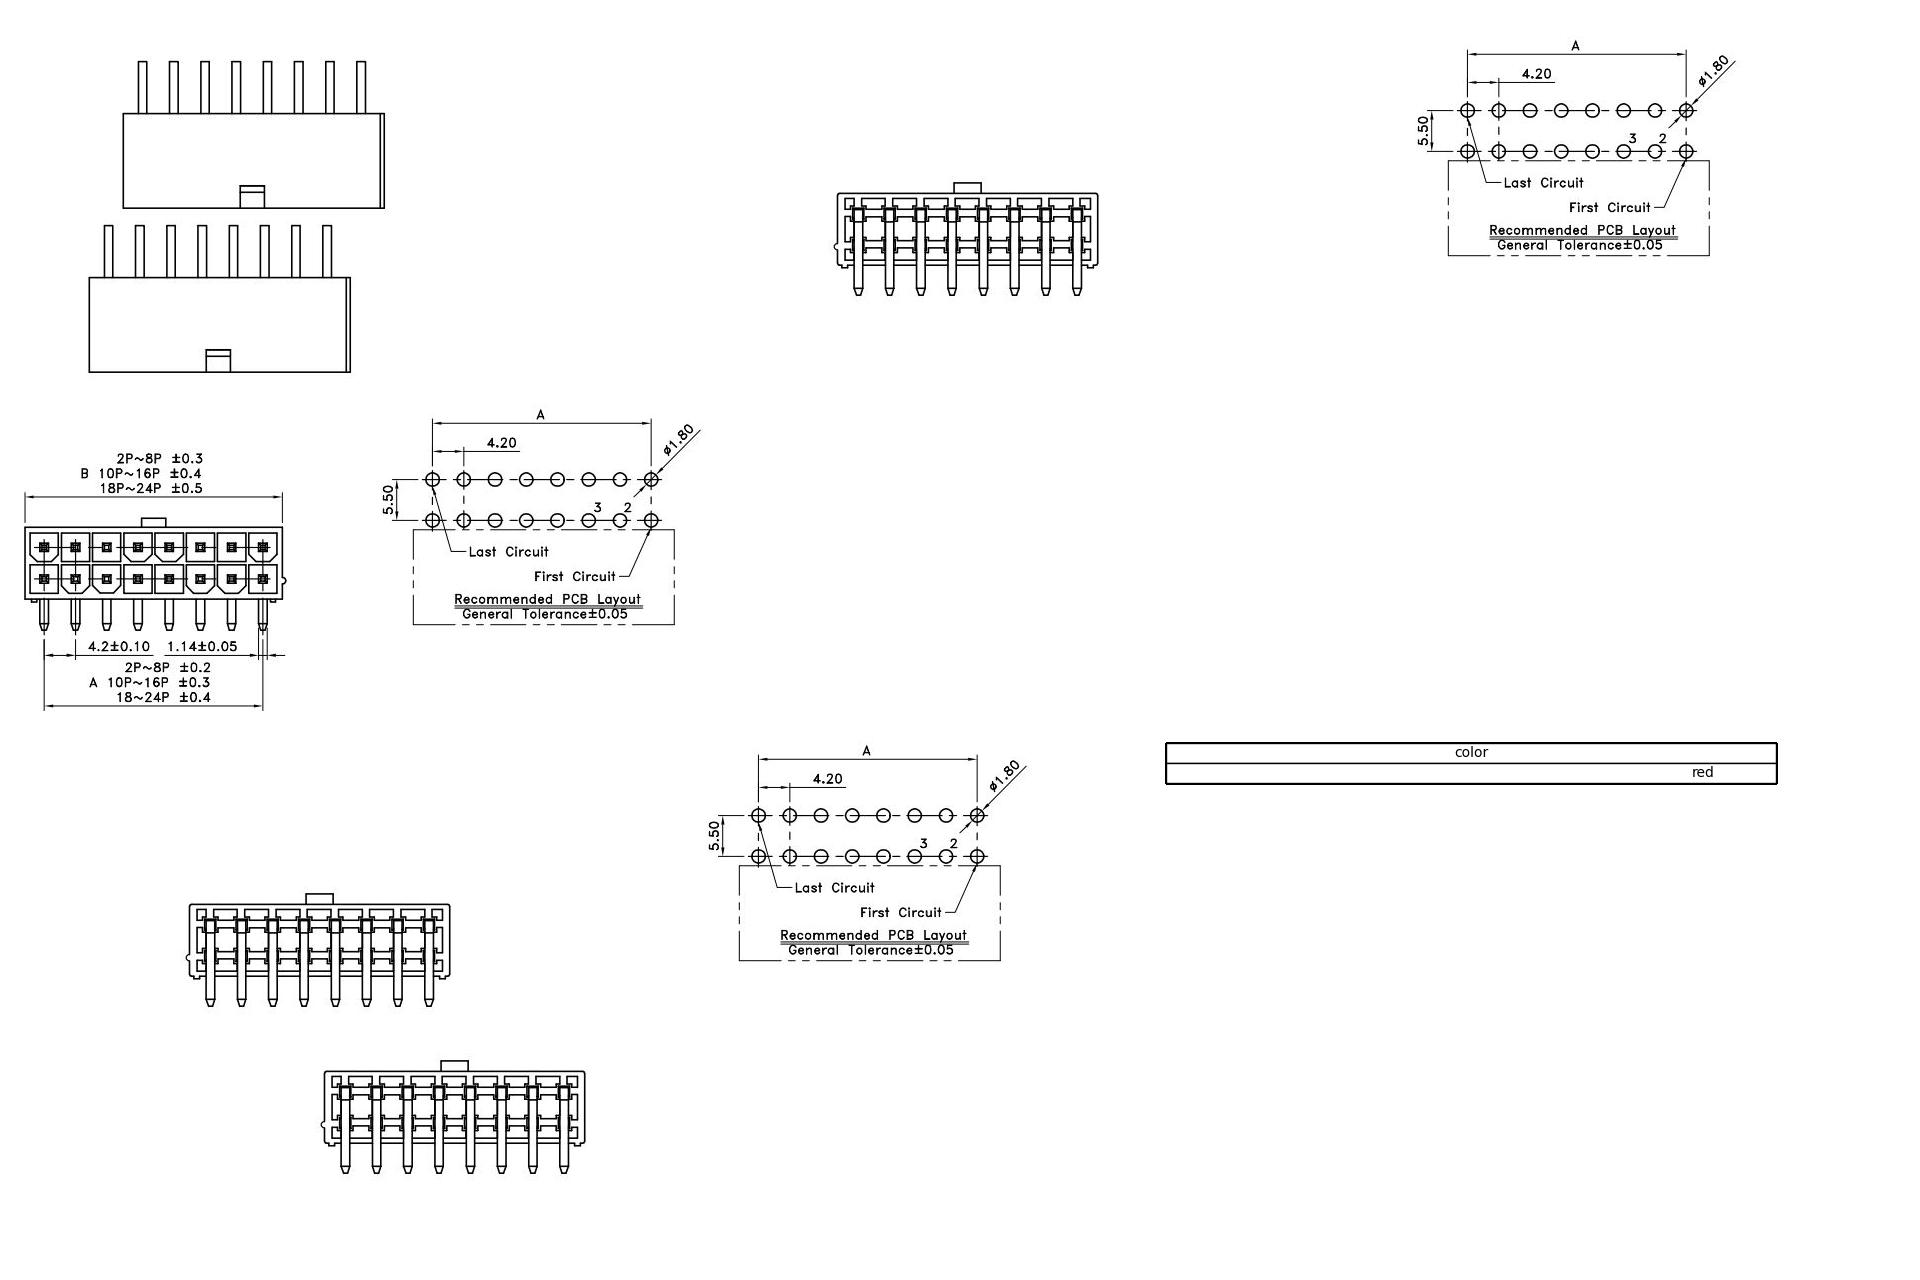 A
4.20
ø1.80
5.50
3 2
Last Circuit
First Circuit
Recommended PCB Layout
General Tolerance±0.05
A
4.20
ø1.80
5.50
3 2
Last Circuit
First Circuit
Recommended PCB Layout
General Tolerance±0.05
2P~8P ±0.3
B 10P~16P ±0.4
18P~24P ±0.5
4.2±0.10 1.14±0.05
2P~8P ±0.2
A 10P~16P ±0.3
18~24P ±0.4
A
4.20
ø1.80
5.50
3 2
Last Circuit
First Circuit
Recommended PCB Layout
General Tolerance±0.05
color
red